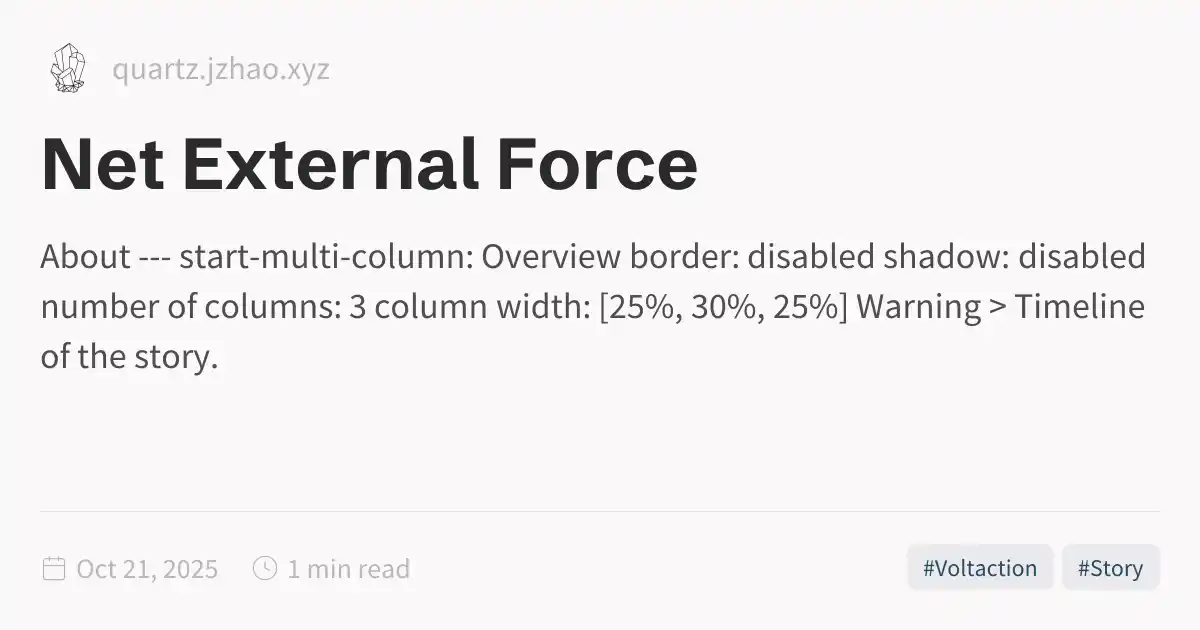 quartz.jzhao.xyz
Net External Force
About --- start-multi-column: Overview border: disabled shadow: disabled
number of columns: 3 column width: [25%, 30%, 25%] Warning > Timeline
of the story.
Oct 21, 2025 1 min read #Voltaction #Story